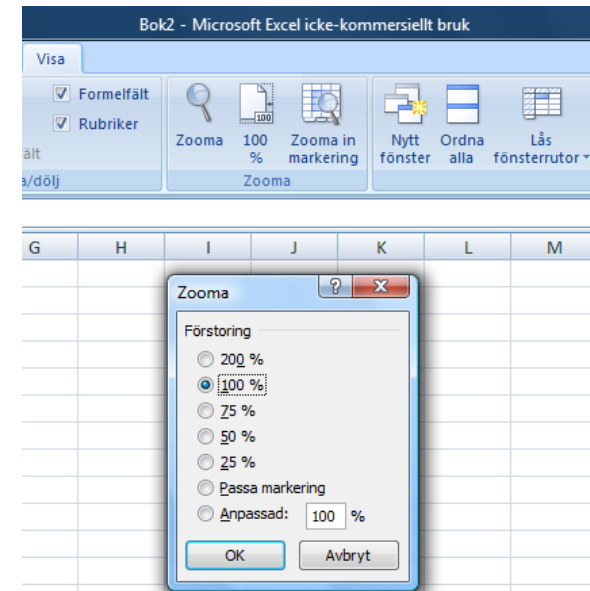 Bok2 - Microsoft Excel icke-kommersiellt bruk
Visa
Formelfält
Rubriker
ält
a/dölj
Zooma
100 %
Zooma in markering
Zooma
Nytt fönster
Ordna alla
Lås fönsterrutor
100
G H I J K L M
Zooma
Förstoring
200 %
100 %
75 %
50 %
25 %
Passa markering
Anpassad: 100 %
OK Avbryt